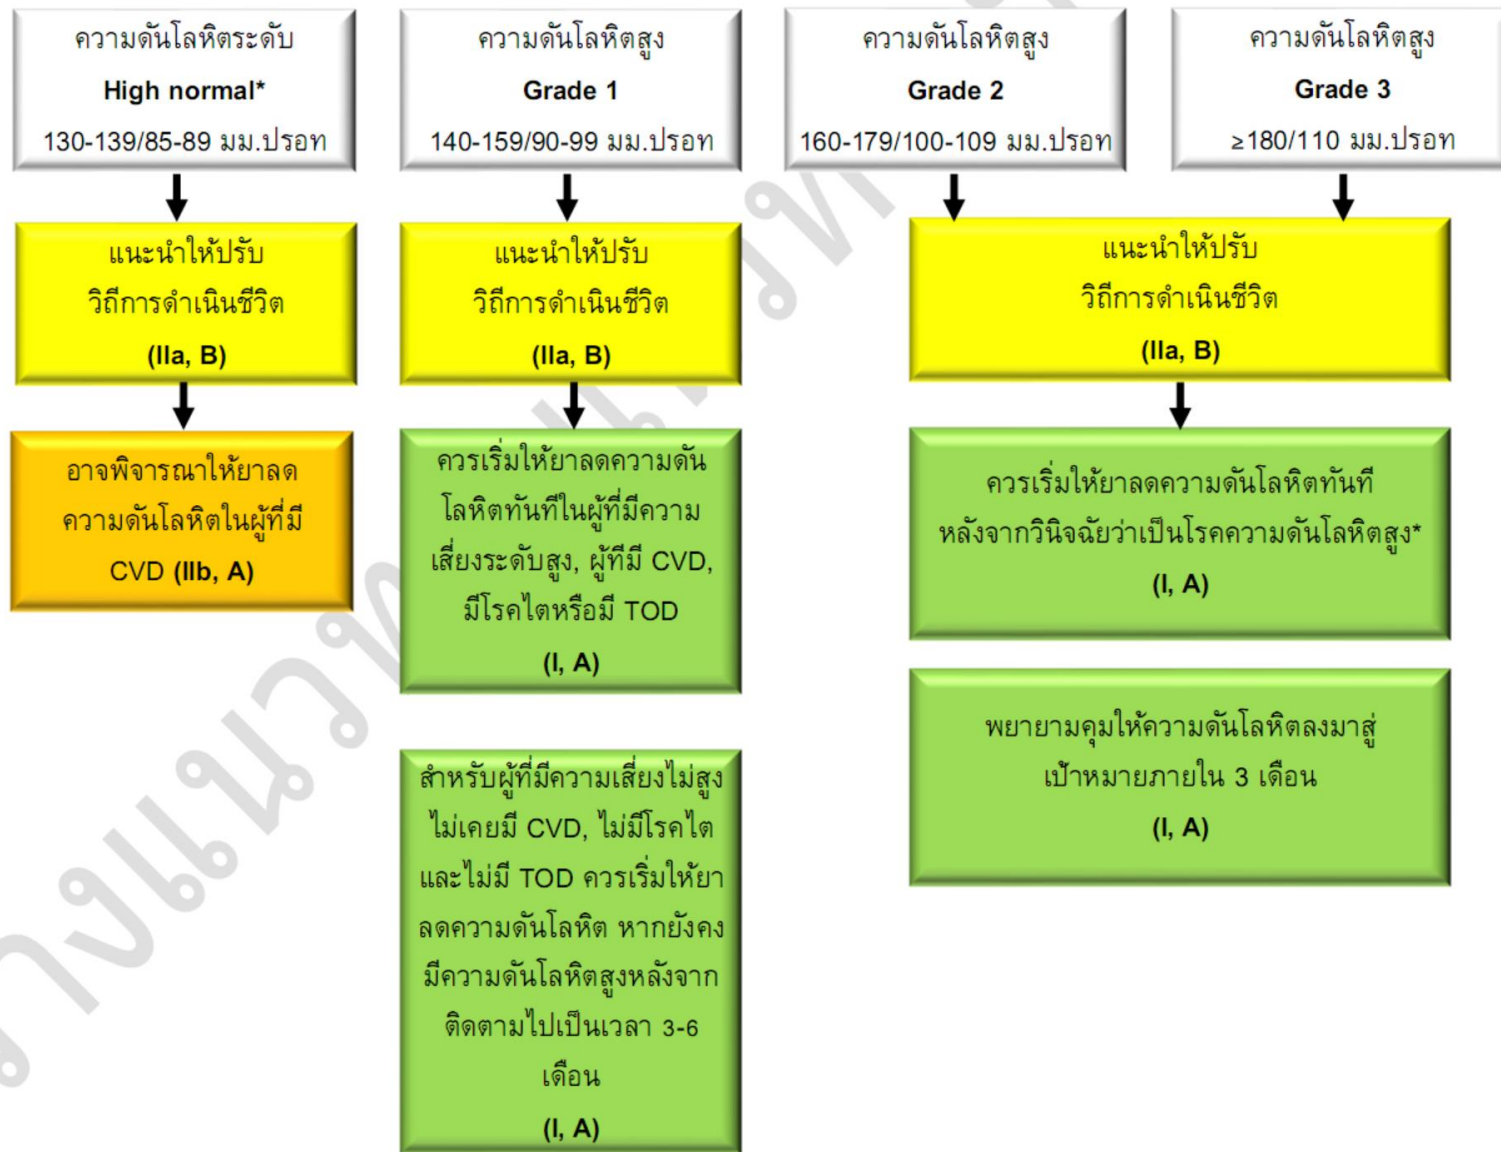 ความดันโลหิตระดับ
High normal*
130-139/85-89 มม.ปรอท
ความดันโลหิตสูง
Grade 1
140-159/90-99 มม.ปรอท
ความดันโลหิตสูง
Grade 2
160-179/100-109 มม.ปรอท
ความดันโลหิตสูง
Grade 3
≥180/110 มม.ปรอท
แนะนำให้ปรับ
วิถีการดำเนินชีวิต
(IIa, B)
แนะนำให้ปรับ
วิถีการดำเนินชีวิต
(IIa, B)
แนะนำให้ปรับ
วิถีการดำเนินชีวิต
(IIa, B)
อาจพิจารณาให้ยาลด
ความดันโลหิตในผู้ที่มี
CVD (IIb, A)
ควรเริ่มให้ยาลดความดัน
โลหิตทันทีในผู้ที่มีความ
เสี่ยงระดับสูง, ผู้ทีมี CVD,
มีโรคไตหรือมี TOD
(I, A)
ควรเริ่มให้ยาลดความดันโลหิตทันที
หลังจากวินิจฉัยว่าเป็นโรคความดันโลหิตสูง*
(I, A)
สำหรับผู้ที่มีความเสี่ยงไม่สูง
ไม่เคยมี CVD, ไม่มีโรคไต
และไม่มี TOD ควรเริ่มให้ยา
ลดความดันโลหิต หากยังคง
มีความดันโลหิตสูงหลังจาก
ติดตามไปเป็นเวลา 3-6
เดือน
(I, A)
พยายามคุมให้ความดันโลหิตลงมาสู่
เป้าหมายภายใน 3 เดือน
(I, A)